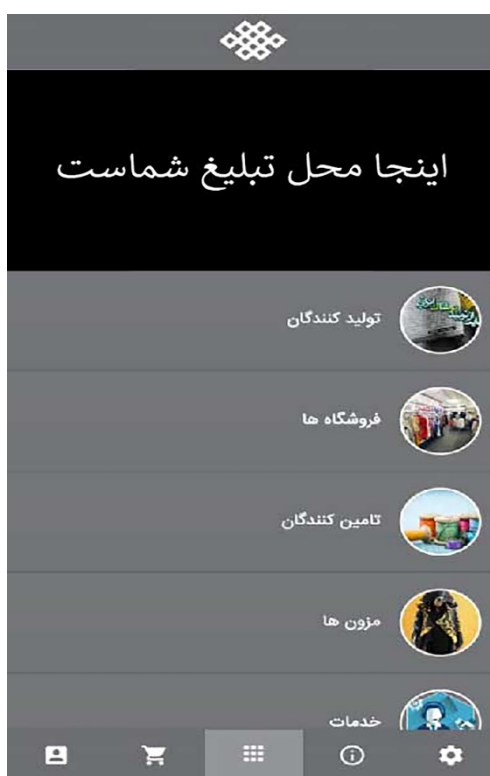 اینجا محل تبلیغ شماست
تولید کنندگان
فروشگاه ها
تامین کنندگان
مزون ها
خدمات